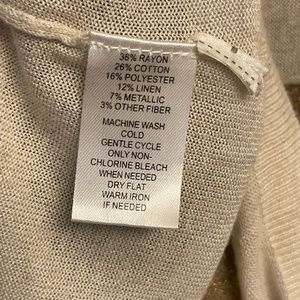 36% RAYON
26% COTTON
16% POLYESTER
12% LINEN
7% METALLIC
3% OTHER FIBER
MACHINE WASH
COLD
GENTLE CYCLE
ONLY NON-
CHLORINE BLEACH
WHEN NEEDED
DRY FLAT
WARM IRON
IF NEEDED